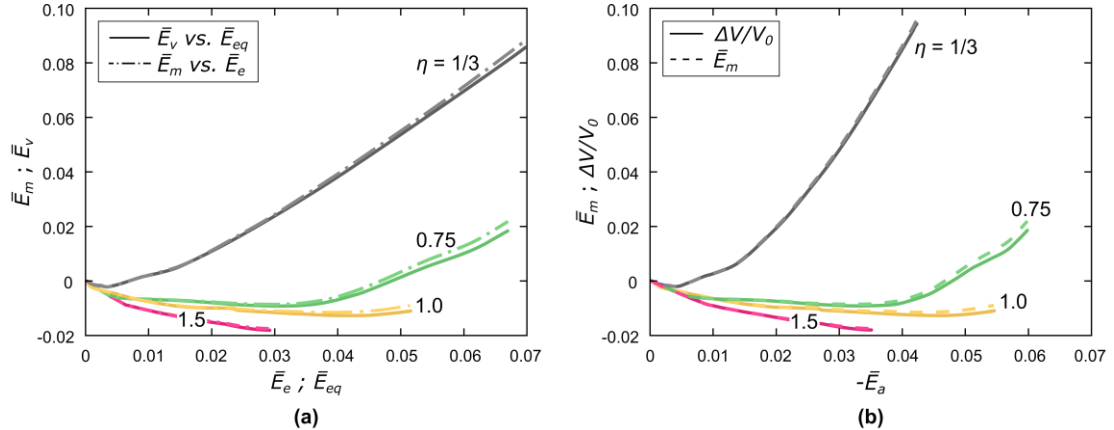 0.10
0.08
0.06
0.04
0.02
0
-0.02
Ē_m ; Ē_v
Ē_v vs. Ē_eq
Ē_m vs. Ē_e
η = 1/3
0.75
1.0
1.5
0 0.01 0.02 0.03 0.04 0.05 0.06 0.07
Ē_e ; Ē_eq
(a)
0.10
0.08
0.06
0.04
0.02
0
-0.02
Ē_m ; ΔV/V_0
ΔV/V_0
Ē_m
η = 1/3
0.75
1.0
1.5
0 0.01 0.02 0.03 0.04 0.05 0.06 0.07
-Ē_a
(b)